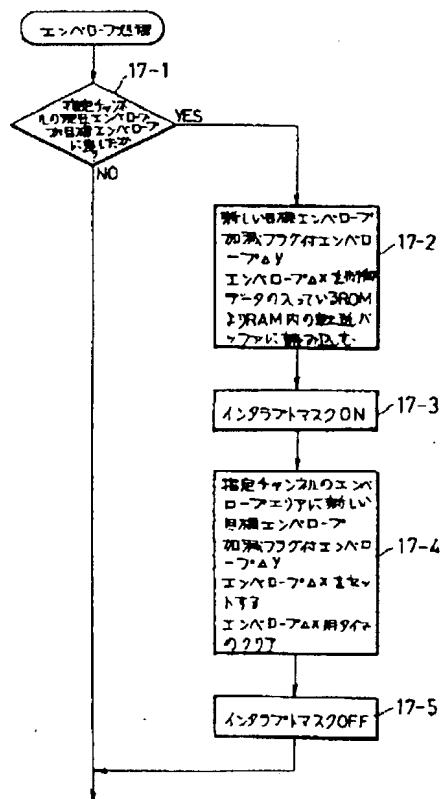 エンベロープ処理
17-1
指定チャンネ
ルの現在エンベロープ
が目標エンベロープ
に達したか
?
YES
NO
新しい目標エンベロープ
加減フラグ付エンベロ
ープΔy
エンベロープΔxを制御
データの入っているROM
よりRAM内の転送バッ
ファに読み込む
17-2
インタラプトマスクON
17-3
指定チャンネルのエンベ
ロープエリアに新しい
目標エンベロープ
加減フラグ付エンベロ
ープΔy
エンベロープΔxをセッ
トする
エンベロープΔx用タイマ
のクリア
17-4
インタラプトマスクOFF
17-5